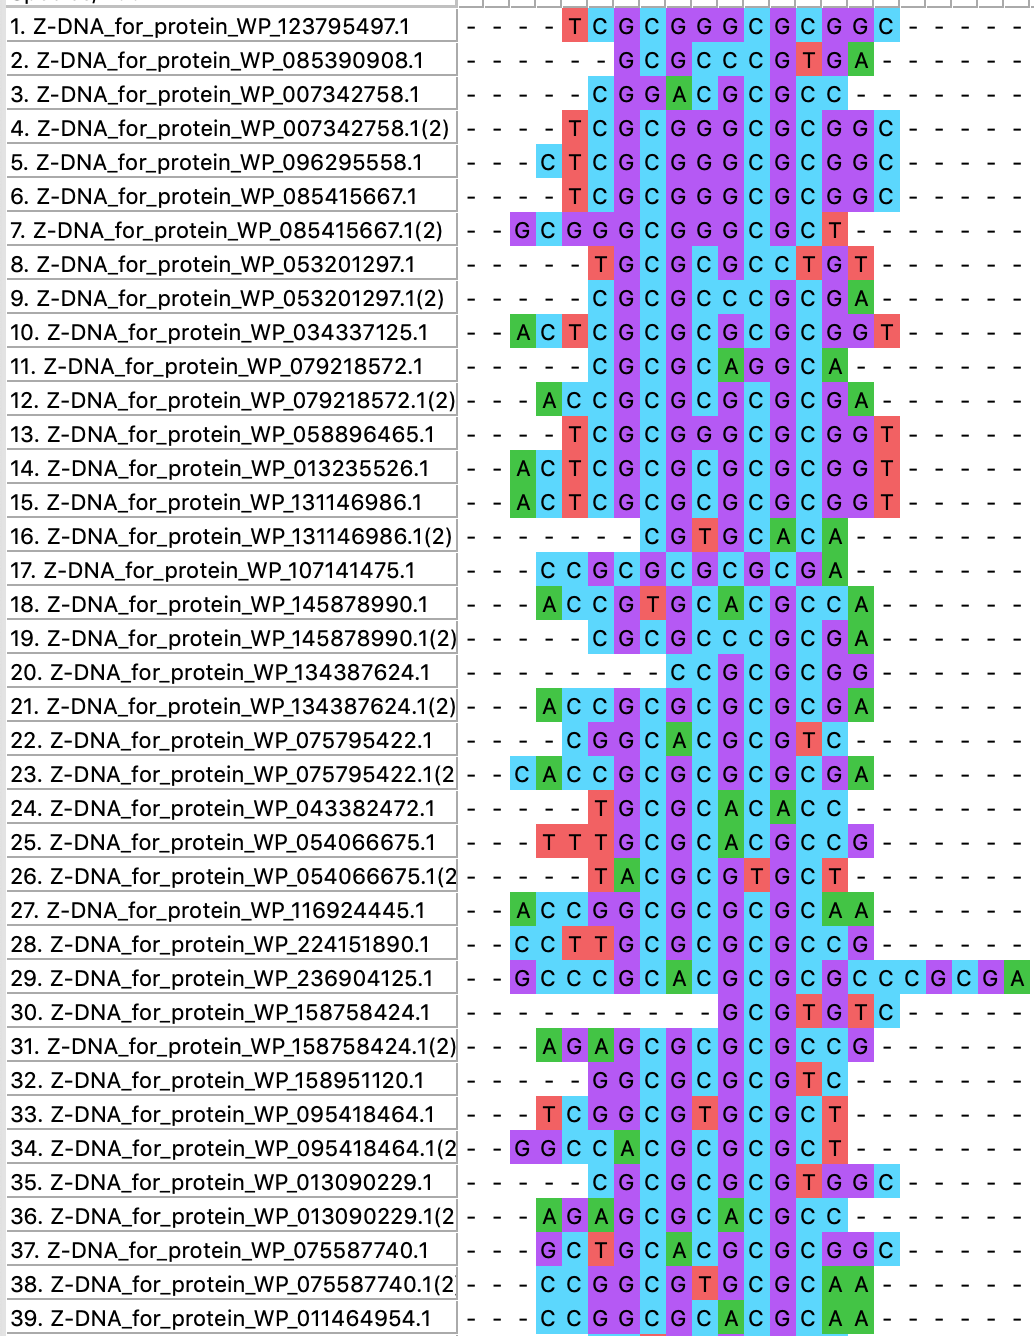 1. Z-DNA_for_protein_WP_123795497.1 - - - - T C G C G G G C G C G G C - - - - -
2. Z-DNA_for_protein_WP_085390908.1 - - - - - - G C G C C C G T G A - - - - - -
3. Z-DNA_for_protein_WP_007342758.1 - - - - - C G G A C G C G C C - - - - - - -
4. Z-DNA_for_protein_WP_007342758.1(2) - - - - T C G C G G G C G C G G C - - - - -
5. Z-DNA_for_protein_WP_096295558.1 - - - C T C G C G G G C G C G G C - - - - -
6. Z-DNA_for_protein_WP_085415667.1 - - - - T C G C G G G C G C G G C - - - - -
7. Z-DNA_for_protein_WP_085415667.1(2) - - G C G G G C G G G C G C T - - - - - - -
8. Z-DNA_for_protein_WP_053201297.1 - - - - - T G C G C G C C T G T - - - - - -
9. Z-DNA_for_protein_WP_053201297.1(2) - - - - - C G C G C C C G C G A - - - - - -
10. Z-DNA_for_protein_WP_034337125.1 - - A C T C G C G C G C G C G G T - - - - -
11. Z-DNA_for_protein_WP_079218572.1 - - - - - C G C G C A G G C A - - - - - - -
12. Z-DNA_for_protein_WP_079218572.1(2) - - - A C C G C G C G C G C G A - - - - - -
13. Z-DNA_for_protein_WP_058896465.1 - - - - T C G C G G G C G C G G T - - - - -
14. Z-DNA_for_protein_WP_013235526.1 - - A C T C G C G C G C G C G G T - - - - -
15. Z-DNA_for_protein_WP_131146986.1 - - A C T C G C G C G C G C G G T - - - - -
16. Z-DNA_for_protein_WP_131146986.1(2) - - - - - - - C G T G C A C A - - - - - - -
17. Z-DNA_for_protein_WP_107141475.1 - - - C C G C G C G C G C G A - - - - - - -
18. Z-DNA_for_protein_WP_145878990.1 - - - A C C G T G C A C G C C A - - - - - -
19. Z-DNA_for_protein_WP_145878990.1(2) - - - - - C G C G C C C G C G A - - - - - -
20. Z-DNA_for_protein_WP_134387624.1 - - - - - - - - C C G C G C G G - - - - - -
21. Z-DNA_for_protein_WP_134387624.1(2) - - - A C C G C G C G C G C G A - - - - - -
22. Z-DNA_for_protein_WP_075795422.1 - - - - C G G C A C G C G T C - - - - - - -
23. Z-DNA_for_protein_WP_075795422.1(2 - - C A C C G C G C G C G C G A - - - - - -
24. Z-DNA_for_protein_WP_043382472.1 - - - - - T G C G C A C A C C - - - - - - -
25. Z-DNA_for_protein_WP_054066675.1 - - - T T T G C G C A C G C C G - - - - - -
26. Z-DNA_for_protein_WP_054066675.1(2 - - - - - T A C G C G T G C T - - - - - - -
27. Z-DNA_for_protein_WP_116924445.1 - - A C C G G C G C G C G C A A - - - - - -
28. Z-DNA_for_protein_WP_224151890.1 - - C C T T G C G C G C G C C G - - - - - -
29. Z-DNA_for_protein_WP_236904125.1 - - G C C C G C A C G C G C G C C C G C G A
30. Z-DNA_for_protein_WP_158758424.1 - - - - - - - - - - G C G T G T C - - - - -
31. Z-DNA_for_protein_WP_158758424.1(2) - - - A G A G C G C G C G C C G - - - - - -
32. Z-DNA_for_protein_WP_158951120.1 - - - - - G G C G C G C G T C - - - - - - -
33. Z-DNA_for_protein_WP_095418464.1 - - - T C G G C G T G C G C T - - - - - - -
34. Z-DNA_for_protein_WP_095418464.1(2 - - G G C C A C G C G C G C T - - - - - - -
35. Z-DNA_for_protein_WP_013090229.1 - - - - - C G C G C G C G T G G C - - - - -
36. Z-DNA_for_protein_WP_013090229.1(2 - - - A G A G C G C A C G C C - - - - - - -
37. Z-DNA_for_protein_WP_075587740.1 - - - G C T G C A C G C G C G G C - - - - -
38. Z-DNA_for_protein_WP_075587740.1(2 - - - C C G G C G T G C G C A A - - - - - -
39. Z-DNA_for_protein_WP_011464954.1 - - - C C G G C G C A C G C A A - - - - - -